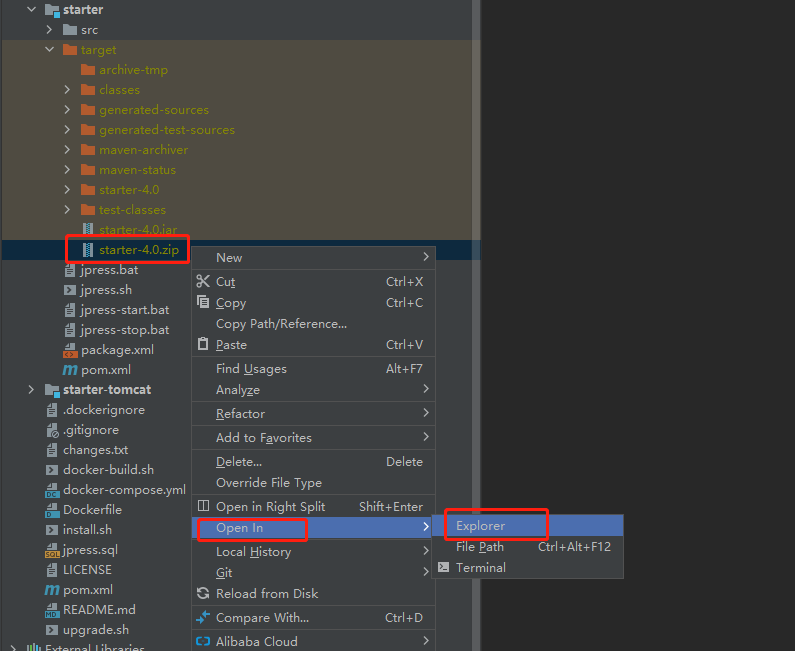 starter
src
target
archive-tmp
classes
generated-sources
generated-test-sources
maven-archiver
maven-status
starter-4.0
test-classes
starter-4.0.jar
starter-4.0.zip
jpress.bat
jpress.sh
jpress-start.bat
jpress-stop.bat
package.xml
pom.xml
starter-tomcat
.dockerignore
.gitignore
changes.txt
docker-build.sh
docker-compose.yml
Dockerfile
install.sh
jpress.sql
LICENSE
pom.xml
README.md
upgrade.sh
External Libraries
New
Cut Ctrl+X
Copy Ctrl+C
Copy Path/Reference...
Paste Ctrl+V
Find Usages Alt+F7
Analyze
Refactor
Add to Favorites
Delete... Delete
Override File Type
Open in Right Split Shift+Enter
Open In
Local History
Git
Reload from Disk
Compare With... Ctrl+D
Alibaba Cloud
Explorer
File Path Ctrl+Alt+F12
Terminal